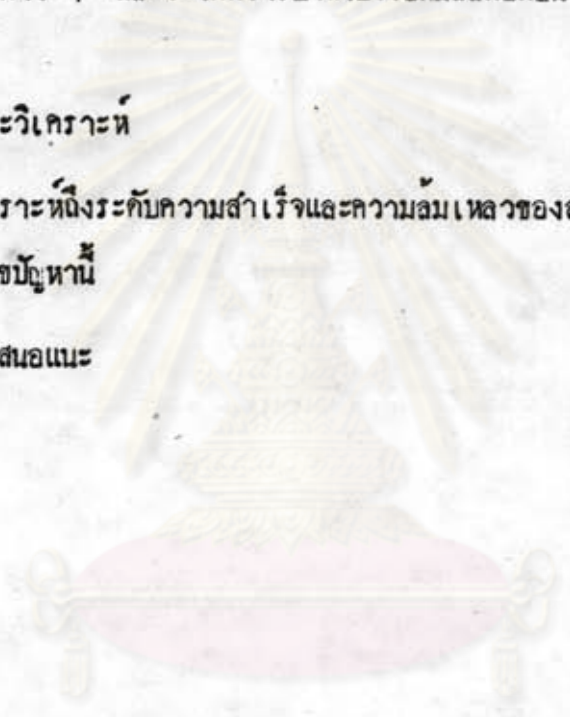 ะวิเคราะห์
ราะห์ถึงระดับความสำเร็จและความล้มเหลวของ
ขปัญหานี้
สนอแนะ